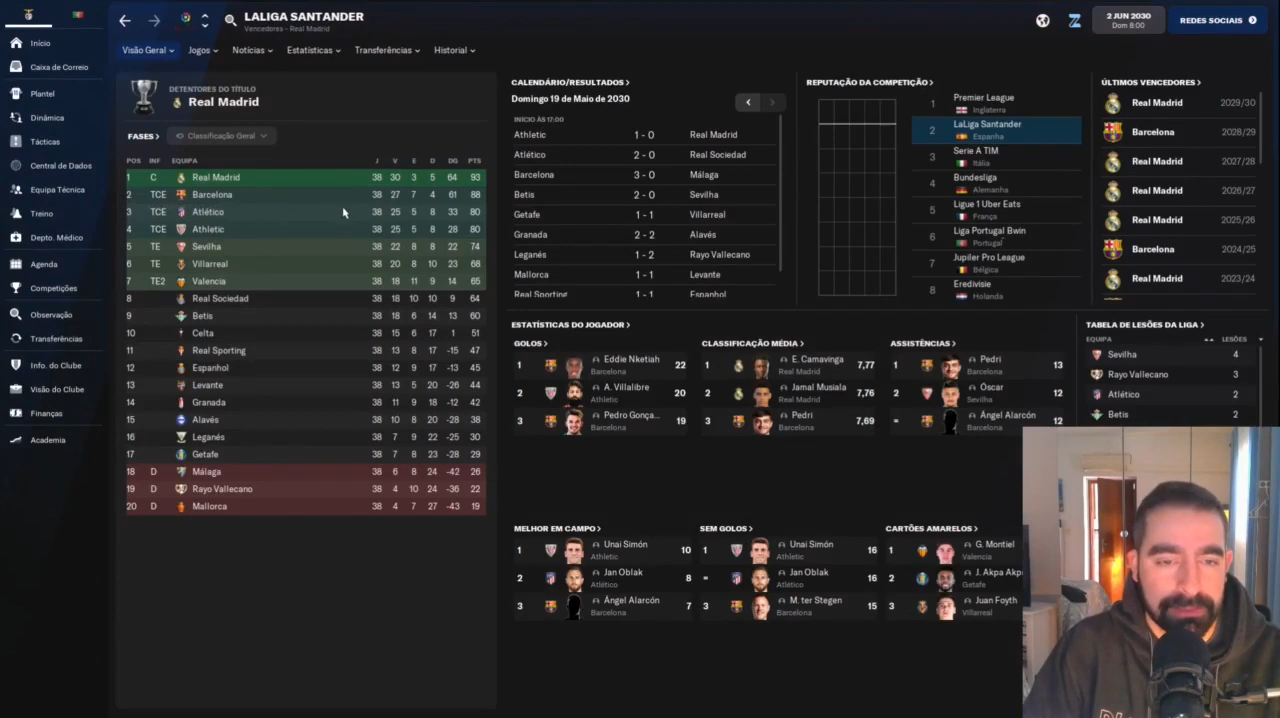 LALIGA SANTANDER
Vencedores - Real Madrid
2 JUN 2030
Dom 8:00
REDES SOCIAIS
Início
Caixa de Correio
Plantel
Dinâmica
Tácticas
Central de Dados
Equipa Técnica
Treino
Depto. Médico
Agenda
Competições
Observação
Transferências
Info. do Clube
Visão do Clube
Finanças
Academia
Visão Geral
Jogos
Notícias
Estatísticas
Transferências
Historial
DETENTORES DO TÍTULO
Real Madrid
FASES
Classificação Geral
POS INF EQUIPA J V E D DG PTS
1 C Real Madrid 38 30 3 5 64 93
2 TCE Barcelona 38 27 7 4 61 88
3 TCE Atlético 38 25 5 8 33 80
4 TCE Athletic 38 25 5 8 28 80
5 TE Sevilha 38 22 8 8 22 74
6 TE Villarreal 38 20 8 10 23 68
7 TE2 Valencia 38 18 11 9 14 65
8 Real Sociedad 38 18 10 10 9 64
9 Betis 38 18 6 14 13 60
10 Celta 38 15 6 17 1 51
11 Real Sporting 38 13 8 17 -15 47
12 Espanhol 38 12 9 17 -13 45
13 Levante 38 13 5 20 -26 44
14 Granada 38 11 9 18 -12 42
15 Alavés 38 10 8 20 -28 38
16 Leganés 38 7 9 22 -25 30
17 Getafe 38 7 8 23 -28 29
18 D Málaga 38 6 8 24 -42 26
19 D Rayo Vallecano 38 4 10 24 -36 22
20 D Mallorca 38 4 7 27 -43 19
CALENDÁRIO/RESULTADOS
Domingo 19 de Maio de 2030
INÍCIO ÀS 17:00
Athletic 1 - 0 Real Madrid
Atlético 2 - 0 Real Sociedad
Barcelona 3 - 0 Málaga
Betis 2 - 0 Sevilha
Getafe 1 - 1 Villarreal
Granada 2 - 2 Alavés
Leganés 1 - 2 Rayo Vallecano
Mallorca 1 - 1 Levante
Real Sporting 1 - 1 Espanhol
REPUTAÇÃO DA COMPETIÇÃO
1 Premier League
Inglaterra
2 LaLiga Santander
Espanha
3 Serie A TIM
Itália
4 Bundesliga
Alemanha
5 Ligue 1 Uber Eats
França
6 Liga Portugal Bwin
Portugal
7 Jupiler Pro League
Bélgica
8 Eredivisie
Holanda
ÚLTIMOS VENCEDORES
Real Madrid 2029/30
Barcelona 2028/29
Real Madrid 2027/28
Real Madrid 2026/27
Real Madrid 2025/26
Barcelona 2024/25
Real Madrid 2023/24
ESTATÍSTICAS DO JOGADOR
GOLOS
1 Eddie Nketiah 22
Barcelona
2 A. Villalibre 20
Athletic
3 Pedro Gonça... 19
Barcelona
CLASSIFICAÇÃO MÉDIA
1 E. Camavinga 7,77
Real Madrid
2 Jamal Musiala 7,76
Real Madrid
3 Pedri 7,69
Barcelona
ASSISTÊNCIAS
1 Pedri 13
Barcelona
2 Óscar 12
Sevilha
= Ángel Alarcón 12
Barcelona
TABELA DE LESÕES DA LIGA
EQUIPA LESÕES
Sevilha 4
Rayo Vallecano 3
Atlético 2
Betis 2
MELHOR EM CAMPO
1 Unai Simón 10
Athletic
2 Jan Oblak 8
Atlético
3 Ángel Alarcón 7
Barcelona
SEM GOLOS
1 Unai Simón 16
Athletic
= Jan Oblak 16
Atlético
3 M. ter Stegen 15
Barcelona
CARTÕES AMARELOS
1 G. Montiel
Valencia
2 J. Akpa Akp
Getafe
3 Juan Foyth
Villarreal